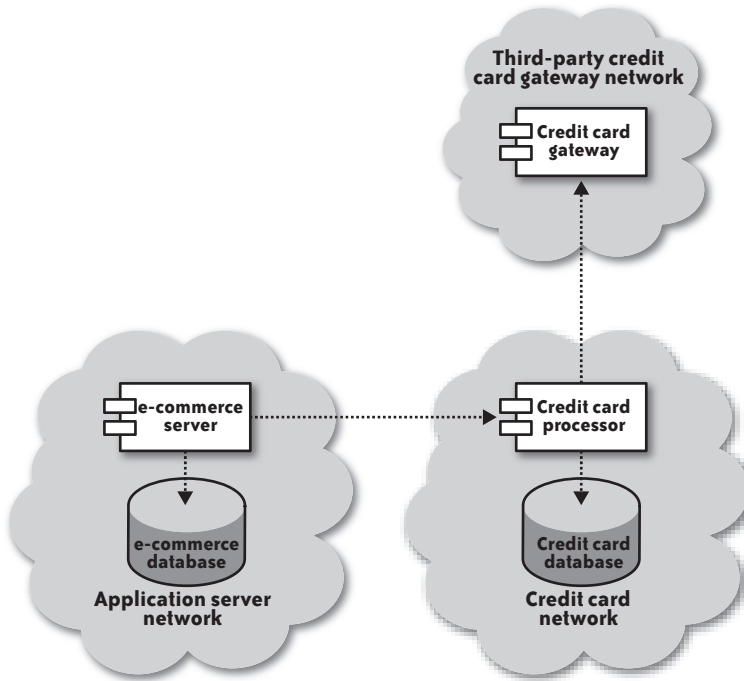 Third-party credit
card gateway network
Credit card
gateway
e-commerce
server
Credit card
processor
e-commerce
database
Credit card
database
Application server
network
Credit card
network